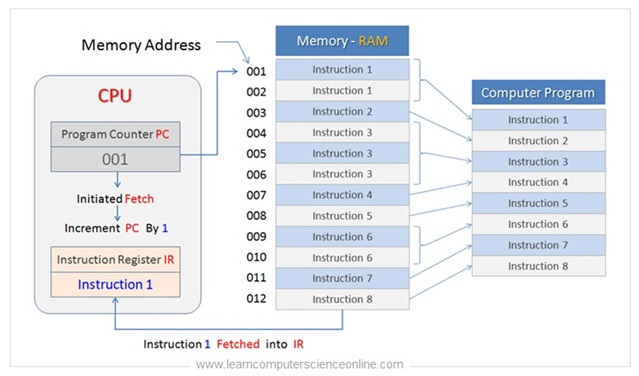 Memory Address
Memory - RAM
CPU
Program Counter PC
001
Initiated Fetch
Increment PC By 1
Instruction Register IR
Instruction 1
001 Instruction 1
002 Instruction 1
003 Instruction 2
004 Instruction 3
005 Instruction 3
006 Instruction 3
007 Instruction 4
008 Instruction 5
009 Instruction 6
010 Instruction 6
011 Instruction 7
012 Instruction 8
Computer Program
Instruction 1
Instruction 2
Instruction 3
Instruction 4
Instruction 5
Instruction 6
Instruction 7
Instruction 8
Instruction 1 Fetched into IR
www.learncomputerscienceonline.com